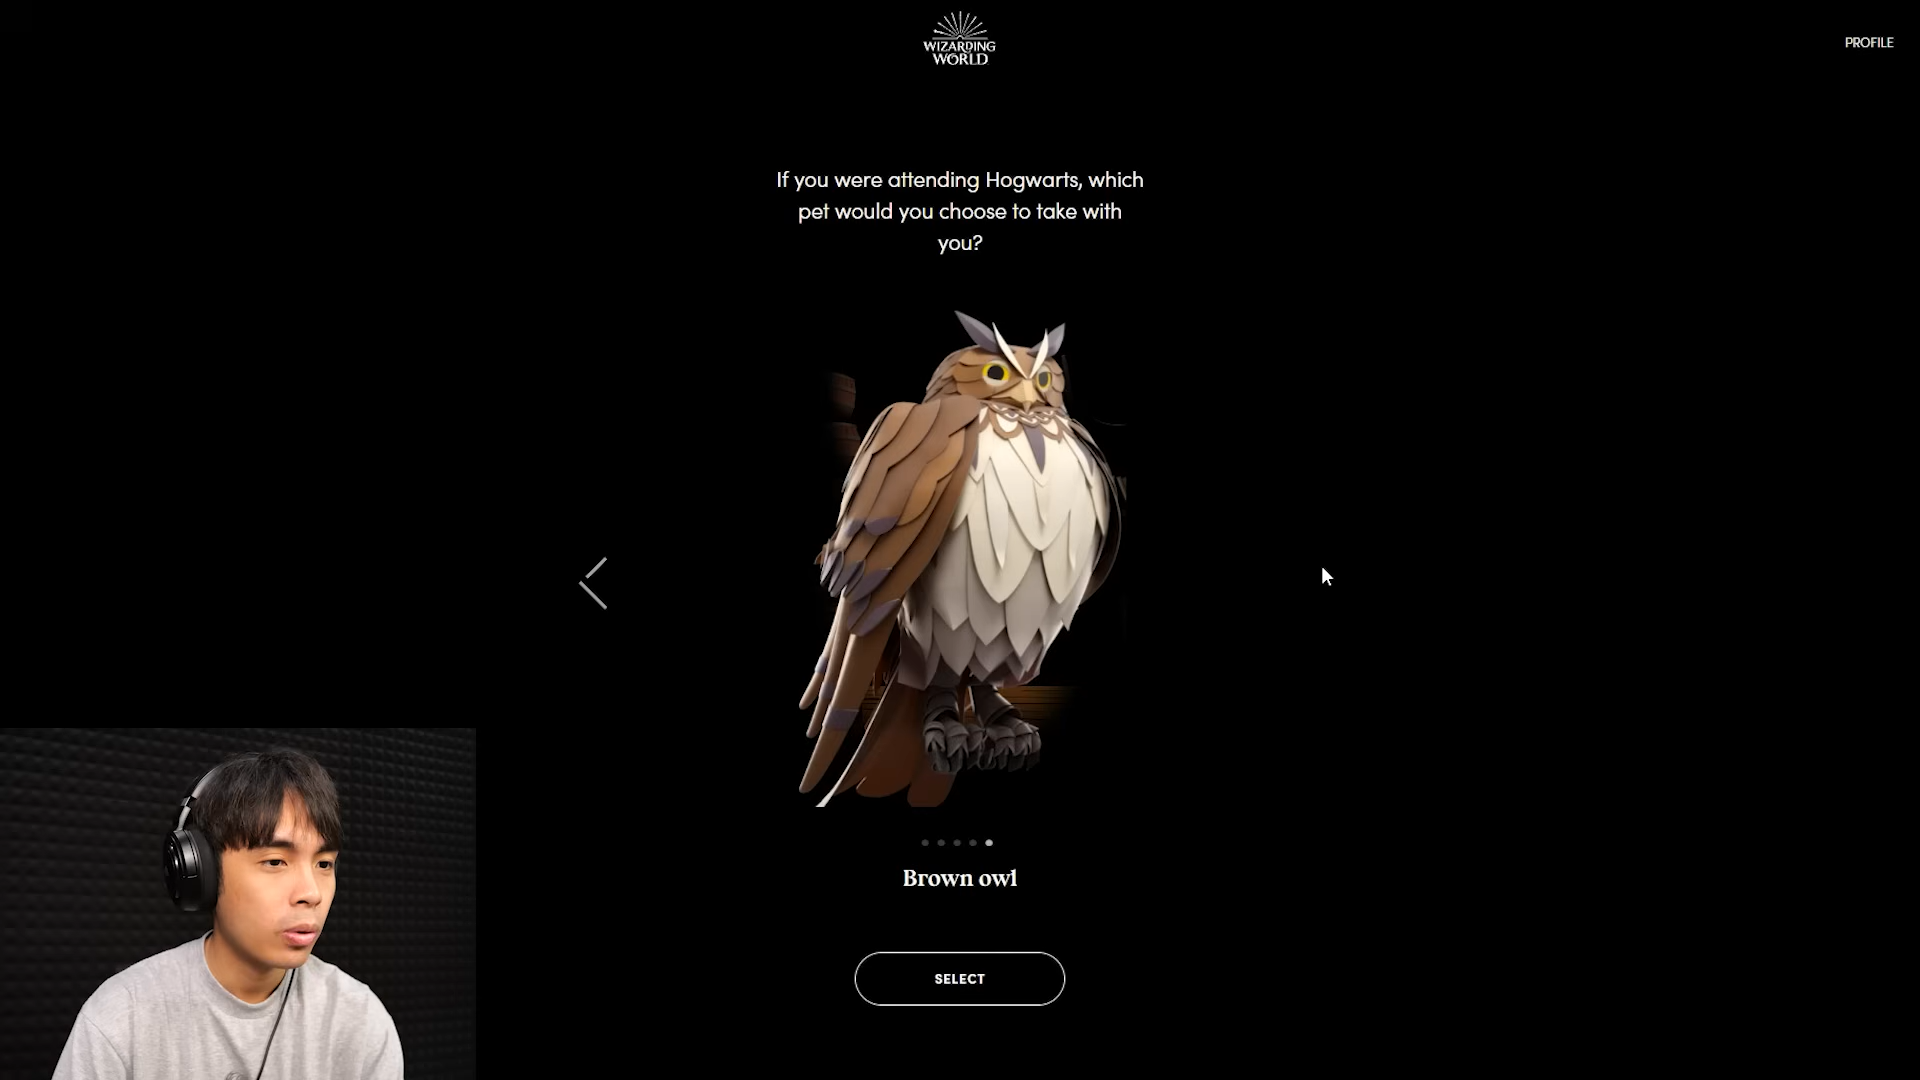 WIZARDING
WORLD
PROFILE
If you were attending Hogwarts, which
pet would you choose to take with
you?
Brown owl
SELECT